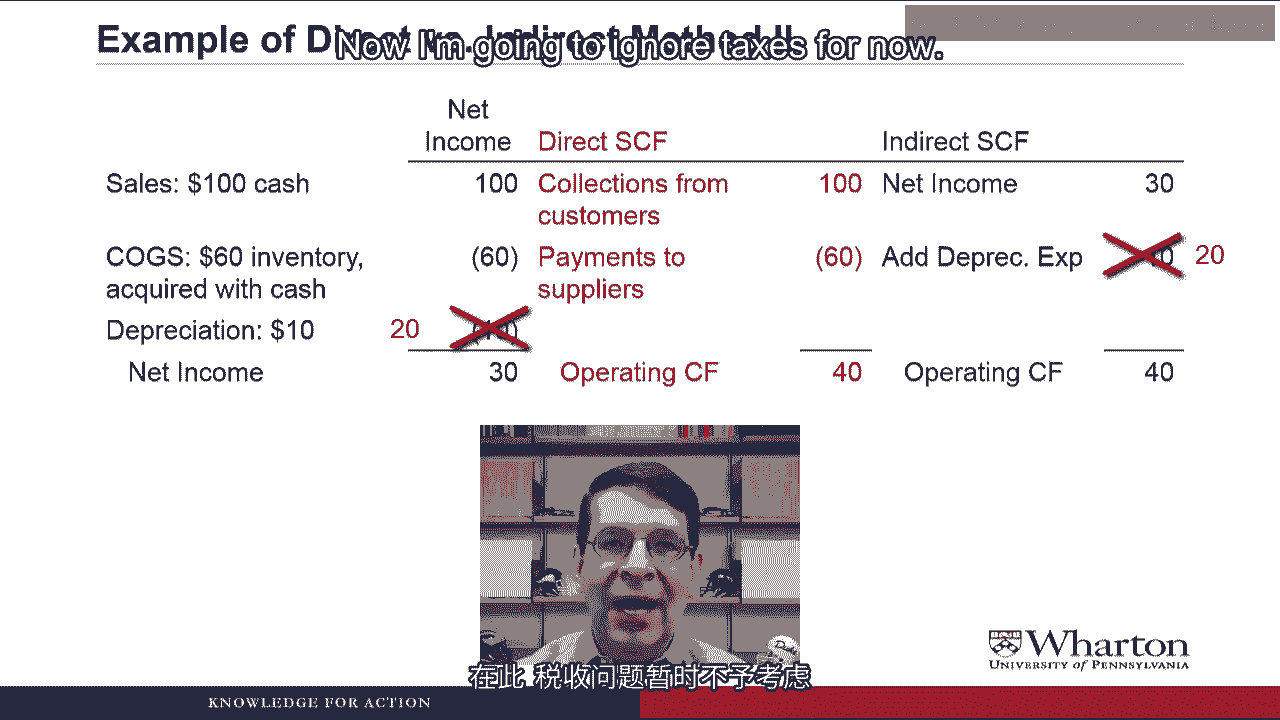 Example of Direct vs. Indirect Method II
Now I'm going to ignore taxes for now.
Net
Income Direct SCF Indirect SCF
Sales: $100 cash 100 Collections from 100 Net Income 30
customers
COGS: $60 inventory, (60) Payments to (60) Add Deprec. Exp 20
acquired with cash suppliers
Depreciation: $10 20
Net Income 30 Operating CF 40 Operating CF 40
Wharton
UNIVERSITY of PENNSYLVANIA
在此 税收问题暂时不予考虑
KNOWLEDGE FOR ACTION